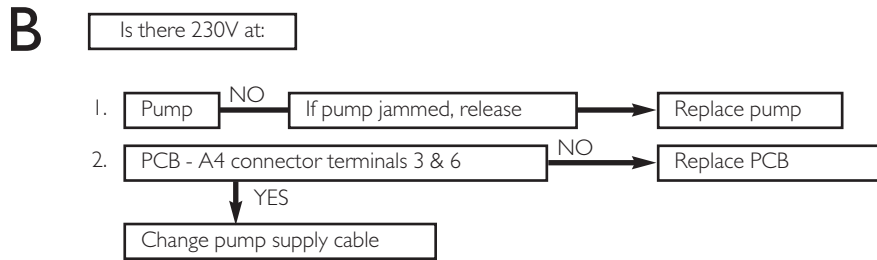 B
Is there 230V at:
1. Pump NO If pump jammed, release Replace pump
2. PCB - A4 connector terminals 3 & 6 NO Replace PCB
YES
Change pump supply cable